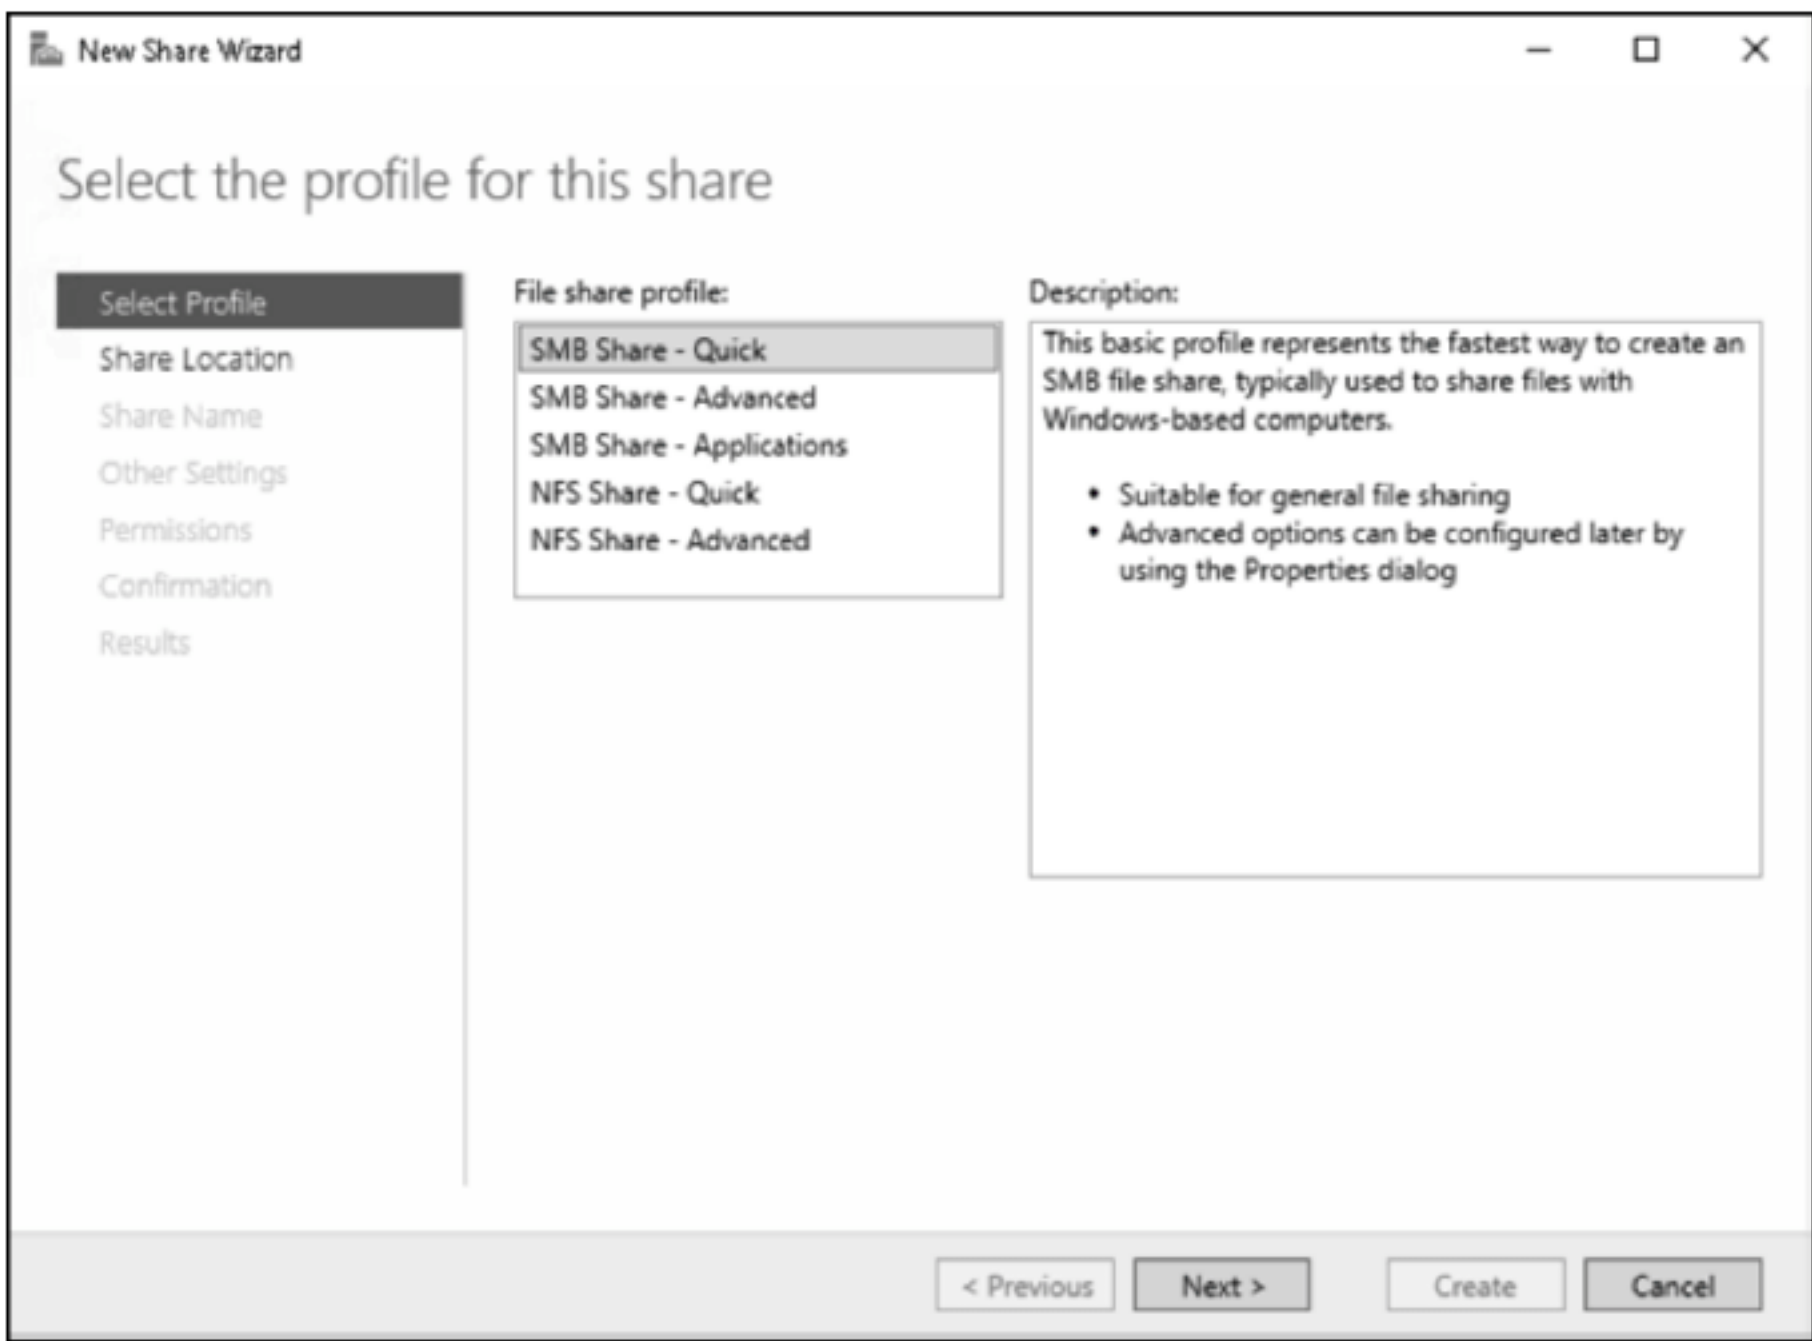 New Share Wizard
Select the profile for this share
Select Profile
Share Location
Share Name
Other Settings
Permissions
Confirmation
Results
File share profile:
SMB Share - Quick
SMB Share - Advanced
SMB Share - Applications
NFS Share - Quick
NFS Share - Advanced
Description:
This basic profile represents the fastest way to create an
SMB file share, typically used to share files with
Windows-based computers.
• Suitable for general file sharing
• Advanced options can be configured later by
using the Properties dialog
< Previous
Next >
Create
Cancel